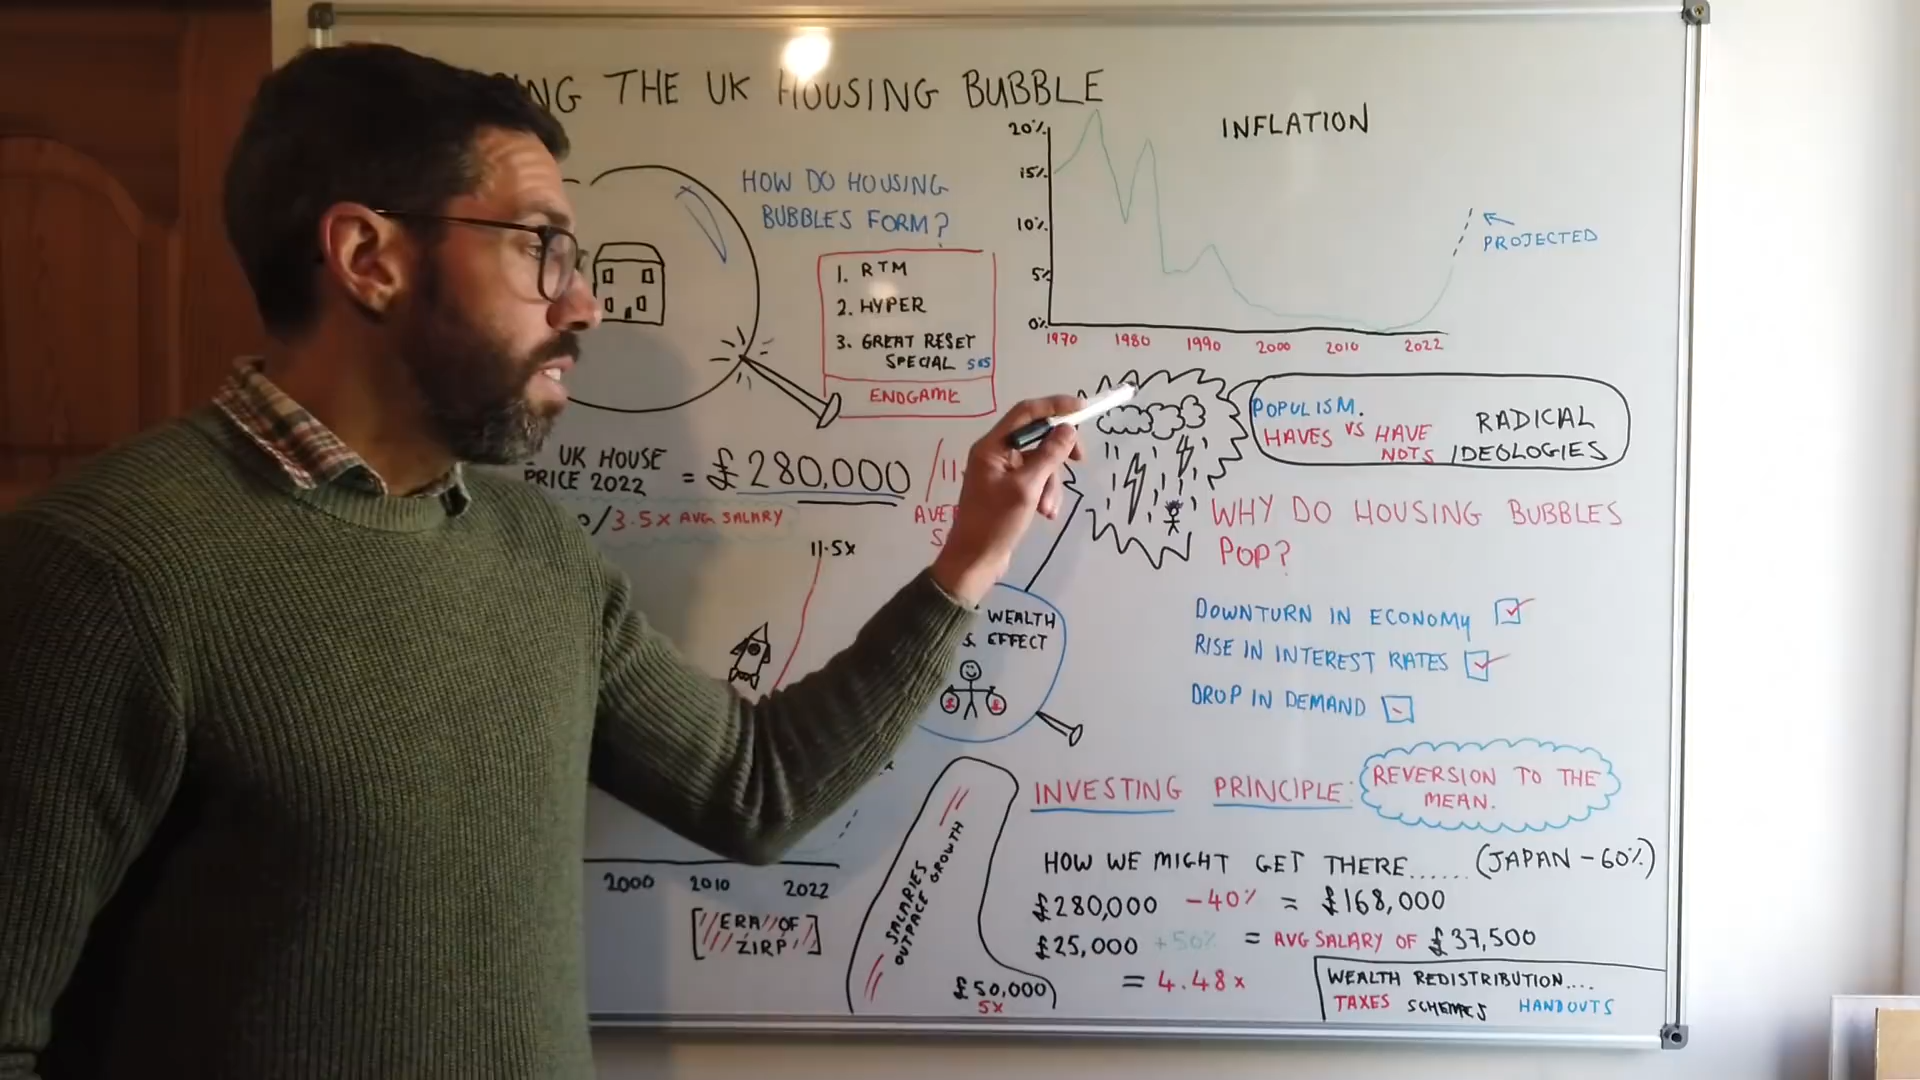 THE UK HOUSING BUBBLE
HOW DO HOUSING
BUBBLES FORM?
1. RTM
2. HYPER
3. GREAT RESET
SPECIAL
ENDGAME
UK HOUSE
PRICE 2022
= £280,000
/3.5x AVG SALARY
11.5x
2000 2010 2022
[ERA OF
ZIRP]
WEALTH
EFFECT
SALARIES
OUTPACE GROWTH
£50,000
5x
INFLATION
20%
15%
10%
5%
0%
1970 1980 1990 2000 2010 2022
PROJECTED
POPULISM.
HAVES VS HAVE
NOTS
RADICAL
IDEOLOGIES
WHY DO HOUSING BUBBLES
POP?
DOWNTURN IN ECONOMY
RISE IN INTEREST RATES
DROP IN DEMAND
INVESTING PRINCIPLE:
REVERSION TO THE
MEAN.
HOW WE MIGHT GET THERE...... (JAPAN -60%)
£280,000 -40% = £168,000
£25,000 +50% = AVG SALARY OF £37,500
= 4.48x
WEALTH REDISTRIBUTION....
TAXES SCHEMES HANDOUTS